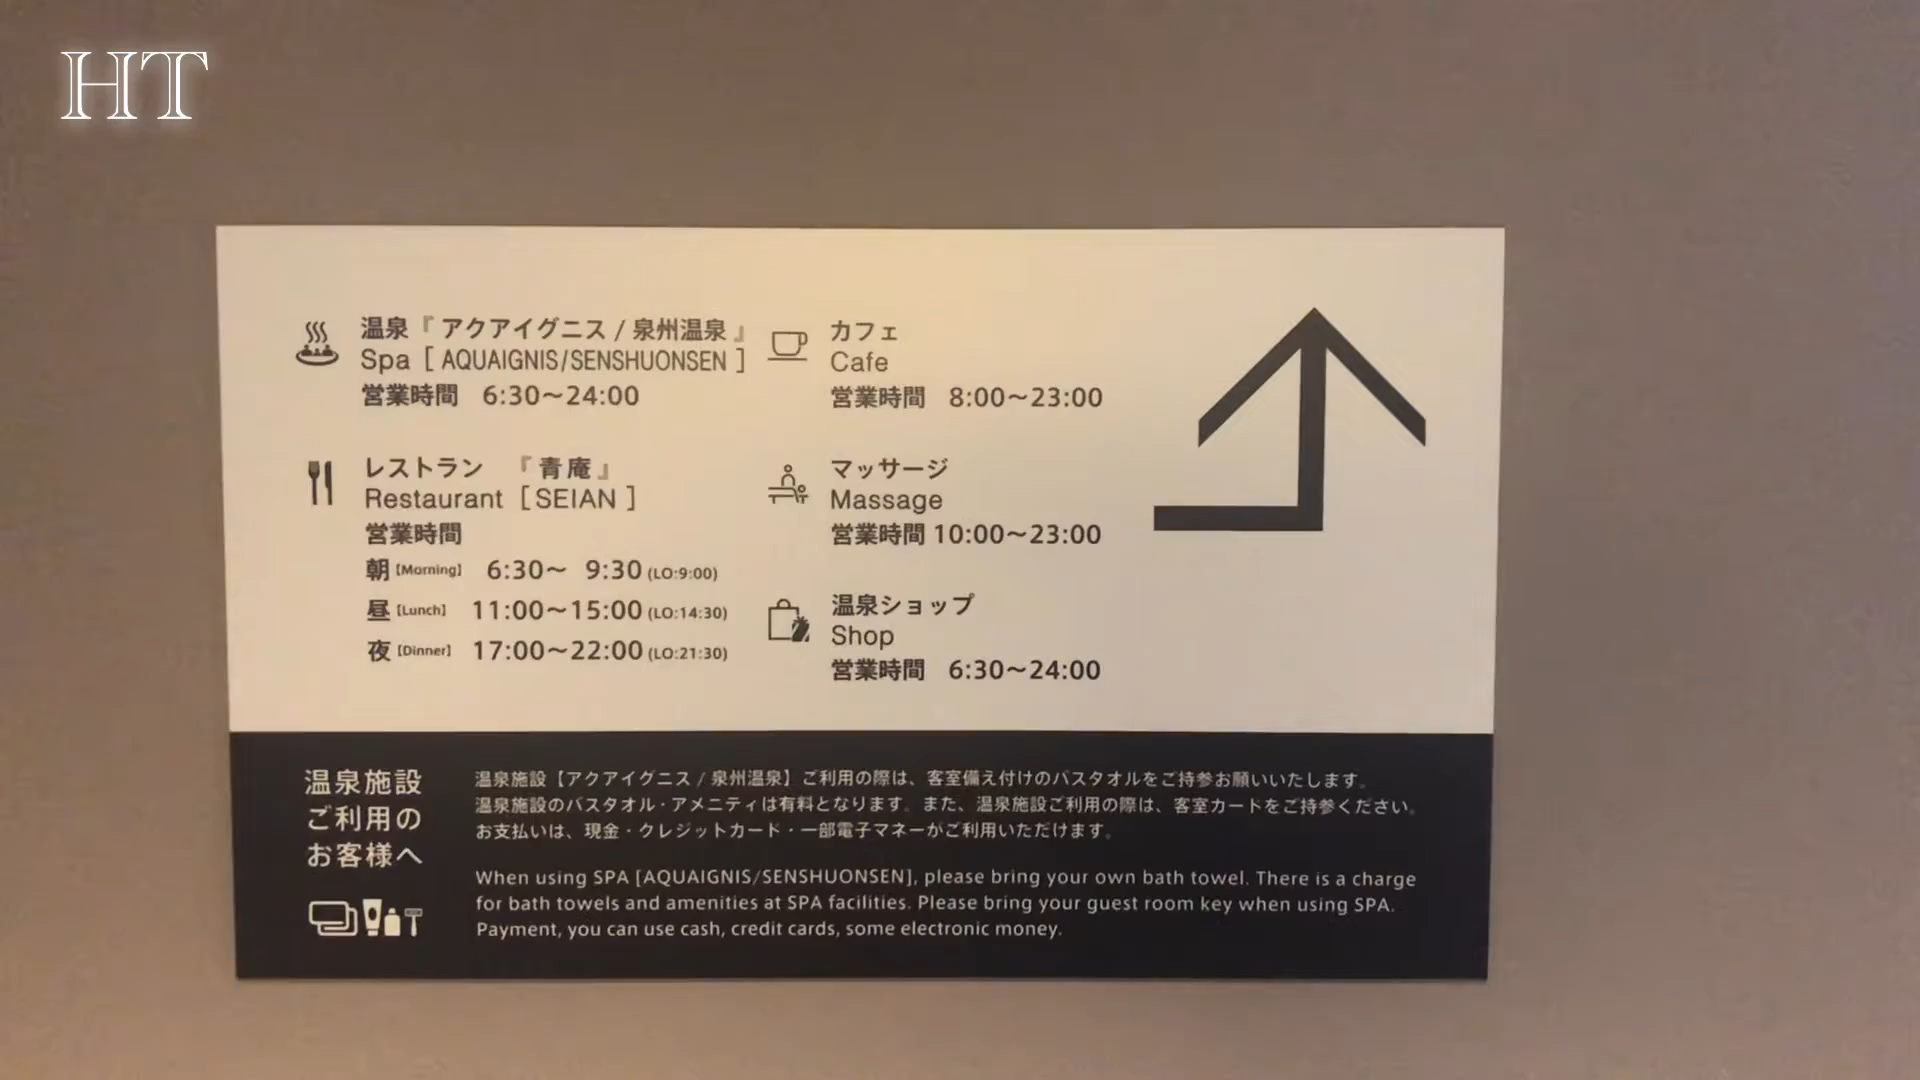 HT
温泉『 アクアイグニス / 泉州温泉 』
Spa [ AQUAIGNIS/SENSHUONSEN ]
営業時間 6:30〜24:00
レストラン 『 青庵 』
Restaurant [ SEIAN ]
営業時間
朝 [Morning] 6:30〜 9:30 (LO:9:00)
昼 [Lunch] 11:00〜15:00 (LO:14:30)
夜 [Dinner] 17:00〜22:00 (LO:21:30)
カフェ
Cafe
営業時間 8:00〜23:00
マッサージ
Massage
営業時間 10:00〜23:00
温泉ショップ
Shop
営業時間 6:30〜24:00
温泉施設
ご利用の
お客様へ
温泉施設【アクアイグニス / 泉州温泉】ご利用の際は、客室備え付けのバスタオルをご持参お願いいたします。
温泉施設のバスタオル・アメニティは有料となります。また、温泉施設ご利用の際は、客室カードをご持参ください。
お支払いは、現金・クレジットカード・一部電子マネーがご利用いただけます。
When using SPA [AQUAIGNIS/SENSHUONSEN], please bring your own bath towel. There is a charge
for bath towels and amenities at SPA facilities. Please bring your guest room key when using SPA.
Payment, you can use cash, credit cards, some electronic money.